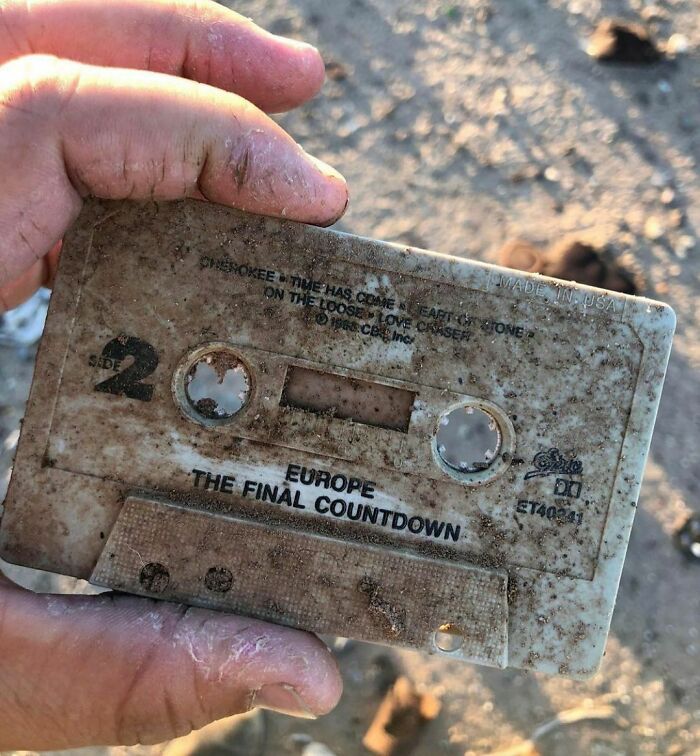 MADE IN USA
CHEROKEE • TIME HAS COME • HEART OF STONE •
ON THE LOOSE • LOVE CHASER
℗ 1986 CBS Inc.
SIDE 2
Epic
EUROPE
THE FINAL COUNTDOWN
ET40241